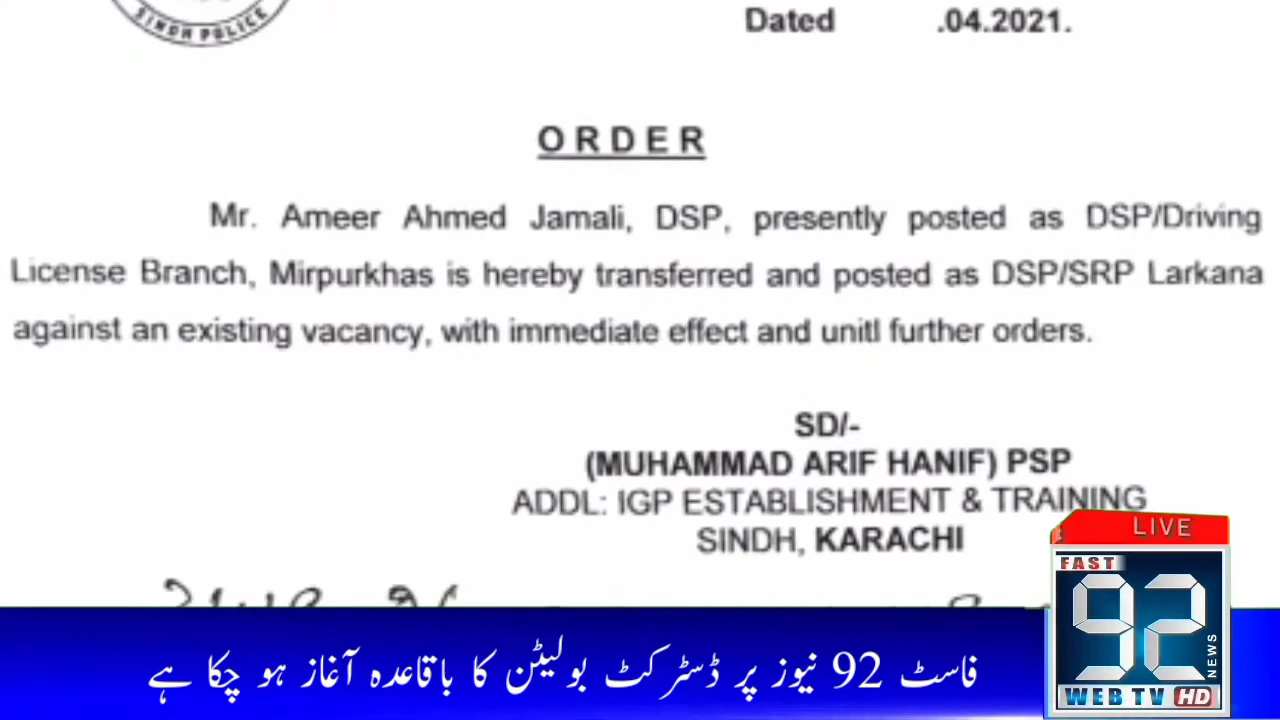 SINDH POLICE
Dated .04.2021.
ORDER
Mr. Ameer Ahmed Jamali, DSP, presently posted as DSP/Driving
License Branch, Mirpurkhas is hereby transferred and posted as DSP/SRP Larkana
against an existing vacancy, with immediate effect and unitl further orders.
SD/-
(MUHAMMAD ARIF HANIF) PSP
ADDL: IGP ESTABLISHMENT & TRAINING
SINDH, KARACHI
LIVE
FAST
92
NEWS
WEB TV HD
فاسٹ 92 نیوز پر ڈسٹرکٹ بولیٹن کا باقاعدہ آغاز ہو چکا ہے